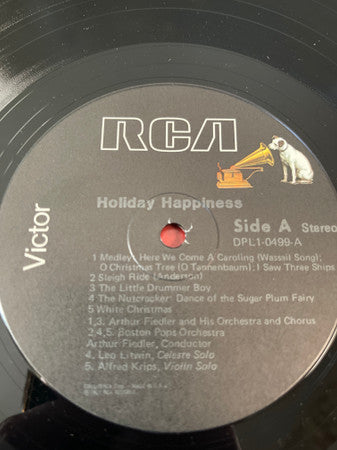 RCA
Victor
Holiday Happiness
Side A Stereo
DPL1-0499-A
1 Medley: Here We Come A Caroling (Wassil Song);
O Christmas Tree (O Tannenbaum); I Saw Three Ships
2 Sleigh Ride (Anderson)
3 The Little Drummer Boy
4 The Nutcracker: Dance of the Sugar Plum Fairy
5 White Christmas
1,3. Arthur Fiedler and His Orchestra and Chorus
2,4,5. Boston Pops Orchestra
Arthur Fiedler, Conductor
4. Leo Litwin, Celeste Solo
5. Alfred Krips, Violin Solo